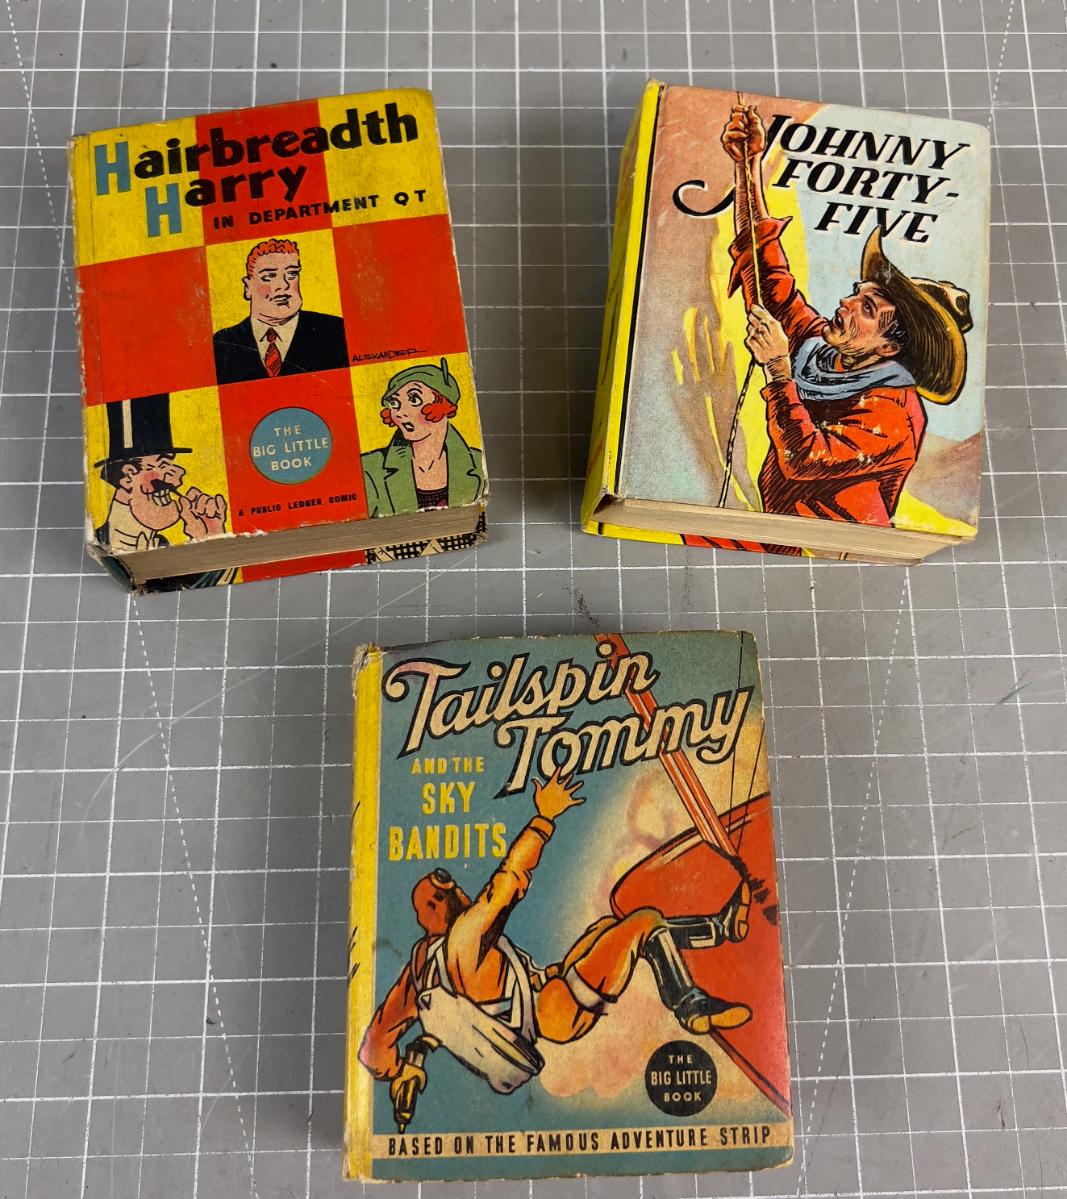 Hairbreadth
Harry
IN DEPARTMENT QT
ALEXANDER
THE
BIG LITTLE
BOOK
A PUBLIC LEDGER COMIC
JOHNNY
FORTY-
FIVE
Tailspin
Tommy
AND THE
SKY
BANDITS
THE
BIG LITTLE
BOOK
BASED ON THE FAMOUS ADVENTURE STRIP